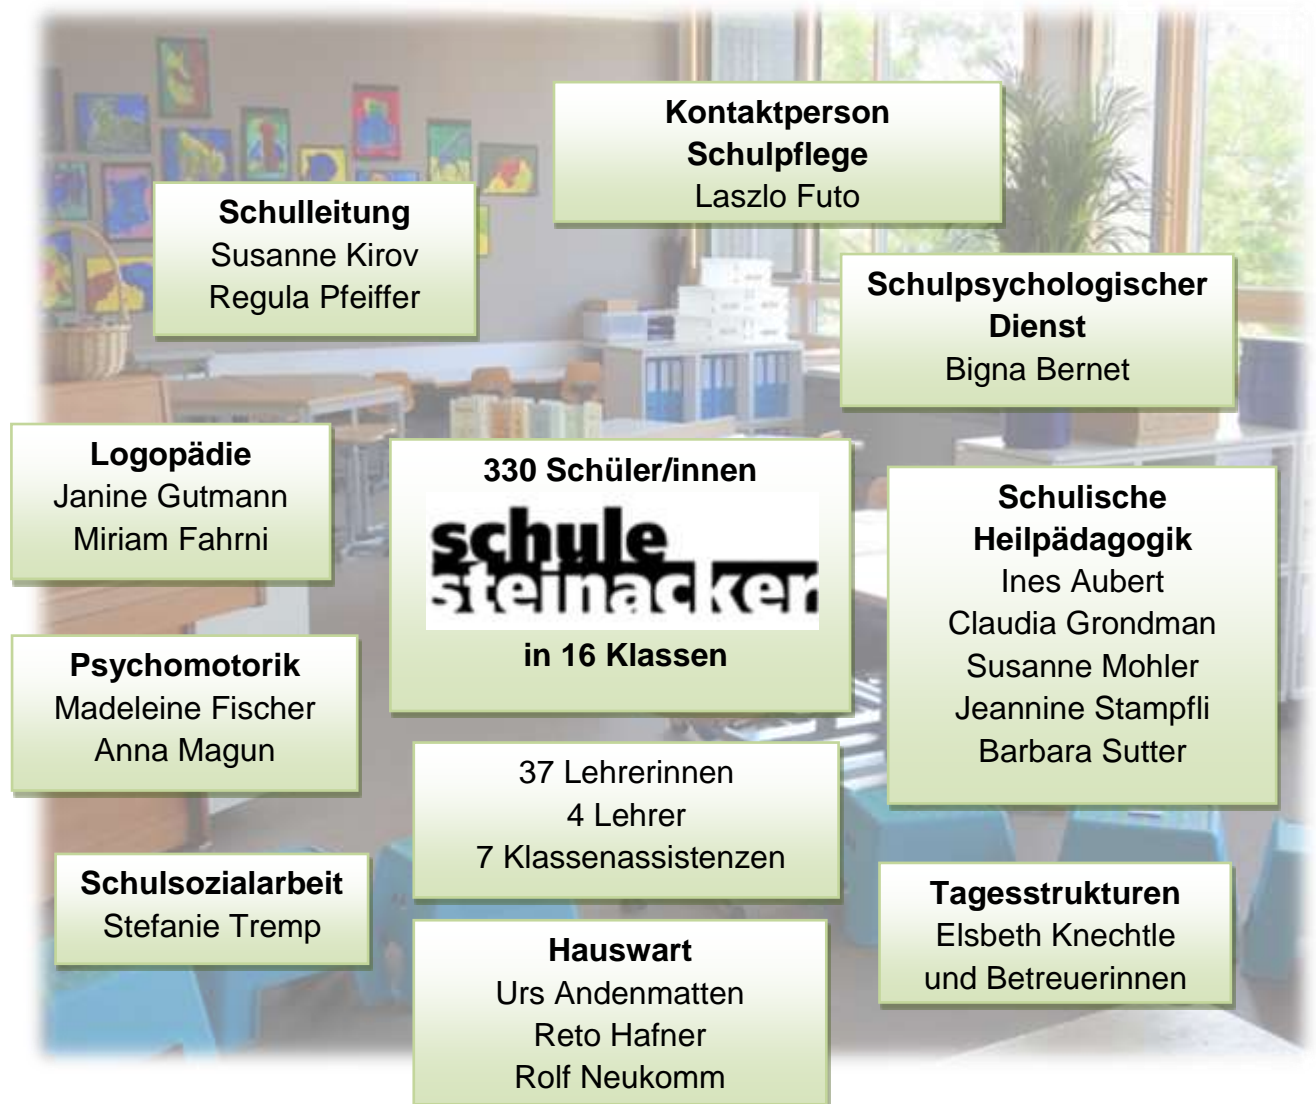 Kontaktperson
Schulpflege
Laszlo Futo
Schulleitung
Susanne Kirov
Regula Pfeiffer
Schulpsychologischer
Dienst
Bigna Bernet
Logopädie
Janine Gutmann
Miriam Fahrni
330 Schüler/innen
schule
steinacker
in 16 Klassen
Schulische
Heilpädagogik
Ines Aubert
Claudia Grondman
Susanne Mohler
Jeannine Stampfli
Barbara Sutter
Psychomotorik
Madeleine Fischer
Anna Magun
37 Lehrerinnen
4 Lehrer
7 Klassenassistenzen
Schulsozialarbeit
Stefanie Tremp
Tagesstrukturen
Elsbeth Knechtle
und Betreuerinnen
Hauswart
Urs Andenmatten
Reto Hafner
Rolf Neukomm